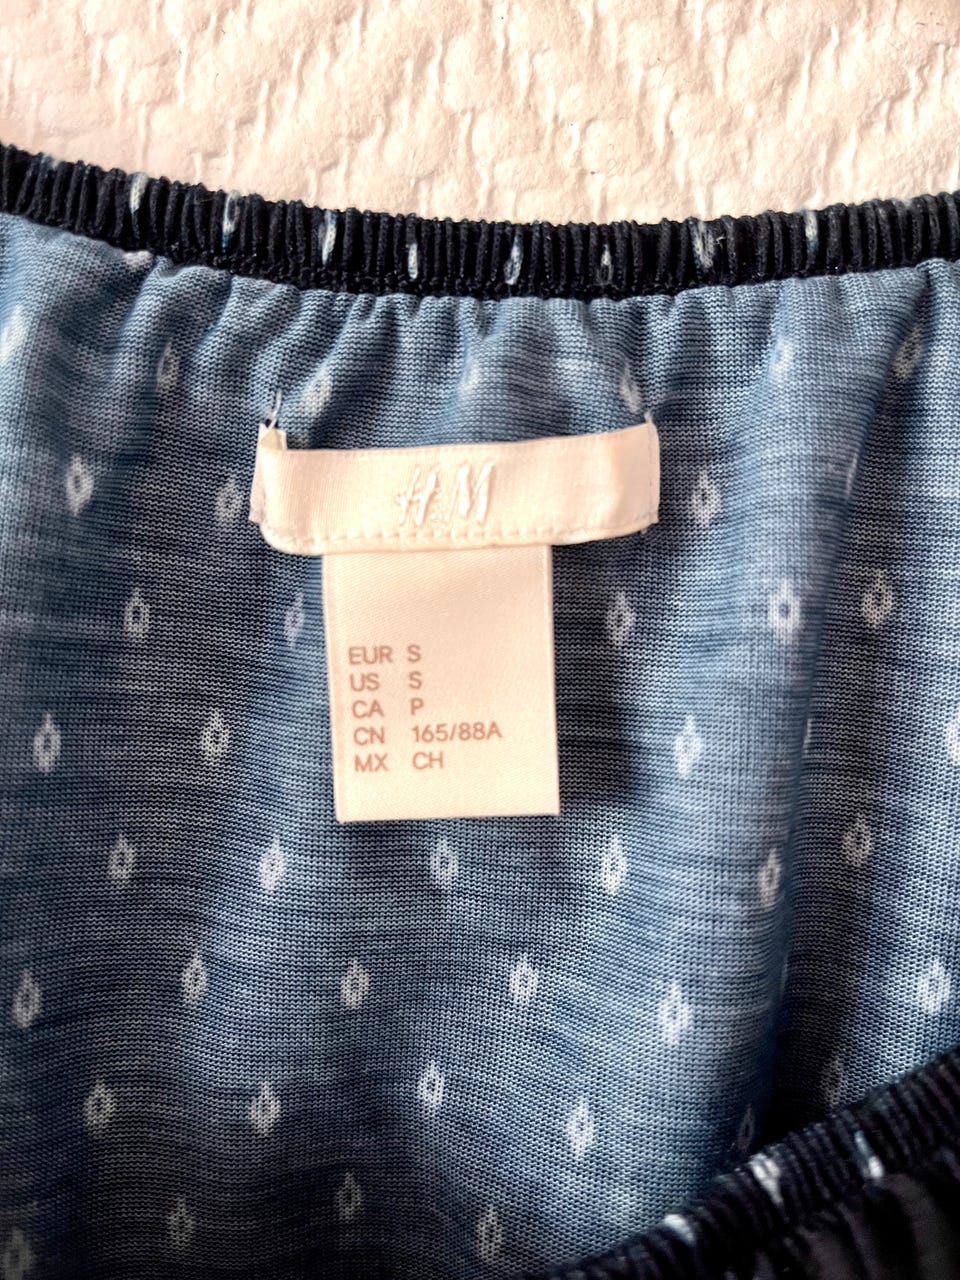 H&M
EUR S
US S
CA P
CN 165/88A
MX CH